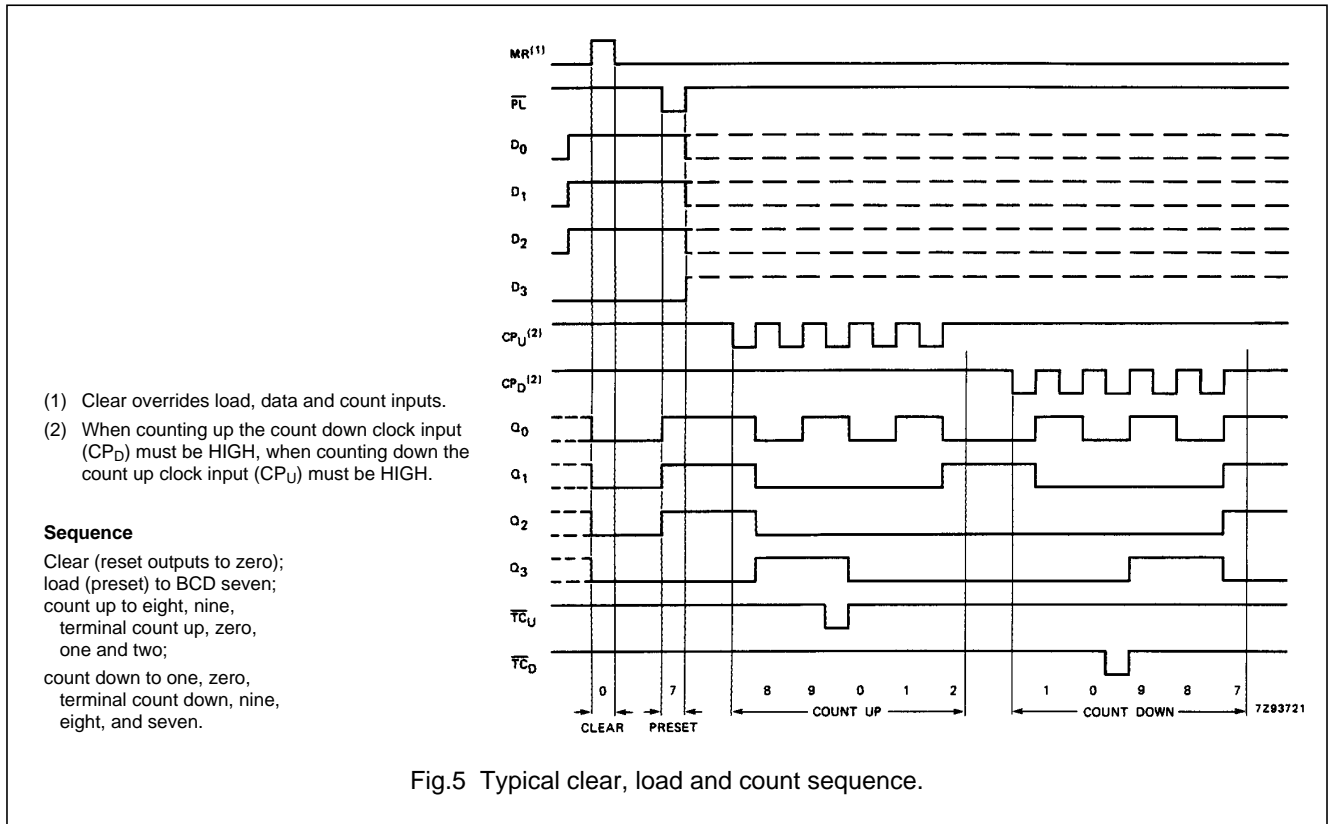 MR(1)
PL
D0
D1
D2
D3
CPU(2)
CPD(2)
Q0
Q1
Q2
Q3
TCU
TCD
0 7 8 9 0 1 2 1 0 9 8 7
CLEAR PRESET COUNT UP COUNT DOWN 7Z93721
(1) Clear overrides load, data and count inputs.
(2) When counting up the count down clock input
(CPD) must be HIGH, when counting down the
count up clock input (CPU) must be HIGH.
Sequence
Clear (reset outputs to zero);
load (preset) to BCD seven;
count up to eight, nine,
terminal count up, zero,
one and two;
count down to one, zero,
terminal count down, nine,
eight, and seven.
Fig.5 Typical clear, load and count sequence.